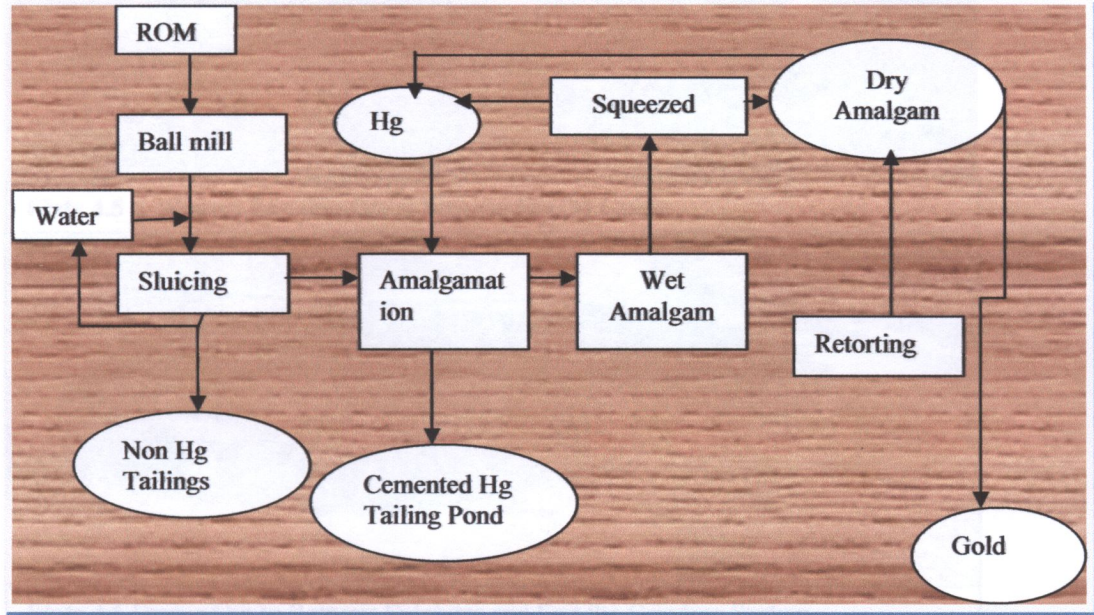 ROM
Ball mill
Water
Sluicing
Non Hg
Tailings
Hg
Amalgamat
ion
Cemented Hg
Tailing Pond
Squeezed
Wet
Amalgam
Dry
Amalgam
Retorting
Gold